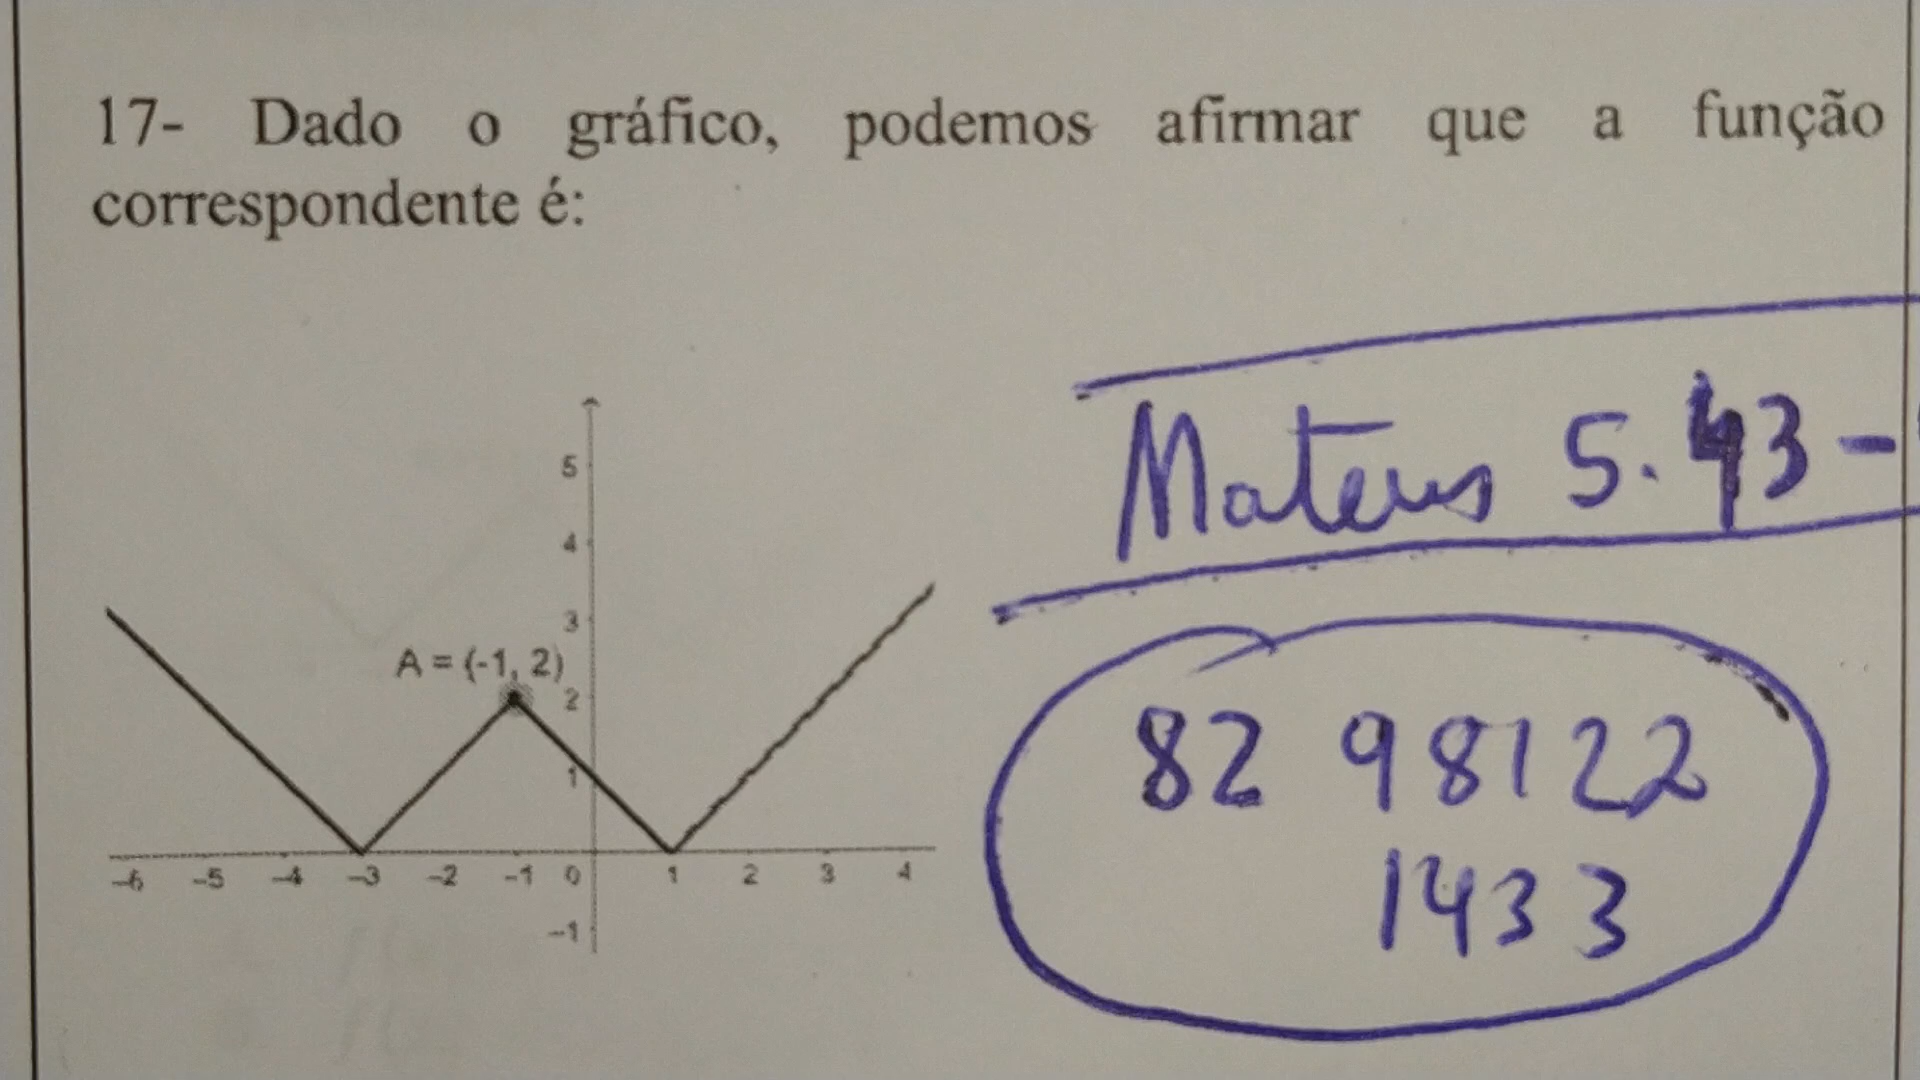 17- Dado o gráfico, podemos afirmar que a função
correspondente é:
Mateus 5.43-
5
4
3
A = (-1, 2)
2
1
-6 -5 -4 -3 -2 -1 0 1 2 3 4
-1
82 98122
1433